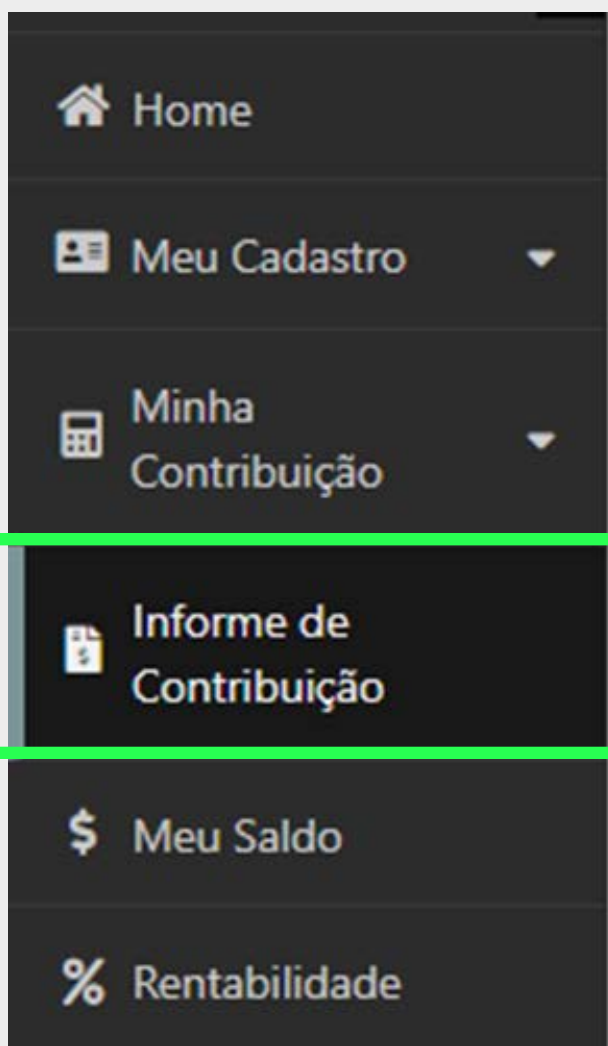 Home
Meu Cadastro
Minha
Contribuição
Informe de
Contribuição
$ Meu Saldo
% Rentabilidade